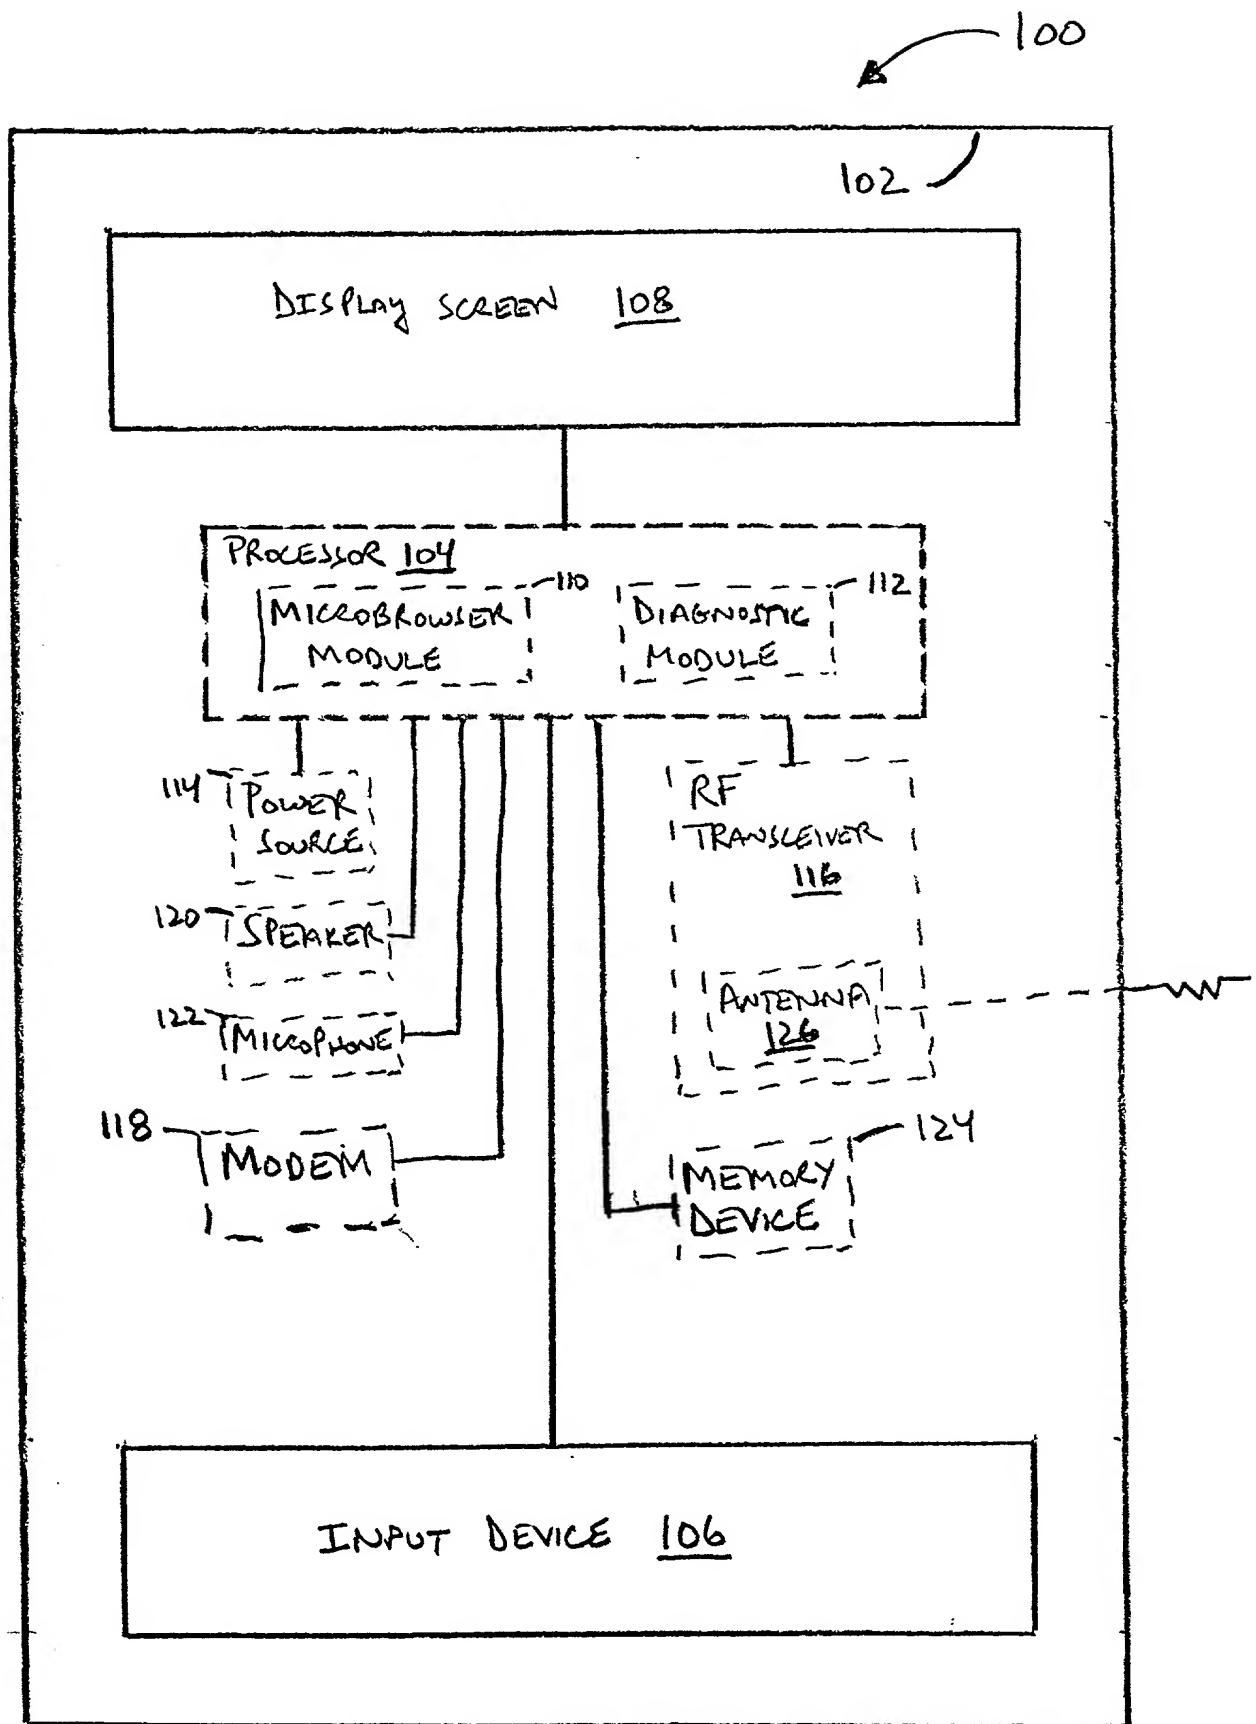 100
102
DISPLAY SCREEN 108
PROCESSOR 104
110
112
MICROBROWSER
MODULE
DIAGNOSTIC
MODULE
114
POWER
SOURCE
RF
TRANSCEIVER
116
120
SPEAKER
ANTENNA
126
122
MICROPHONE
118
MODEM
124
MEMORY
DEVICE
INPUT DEVICE 106